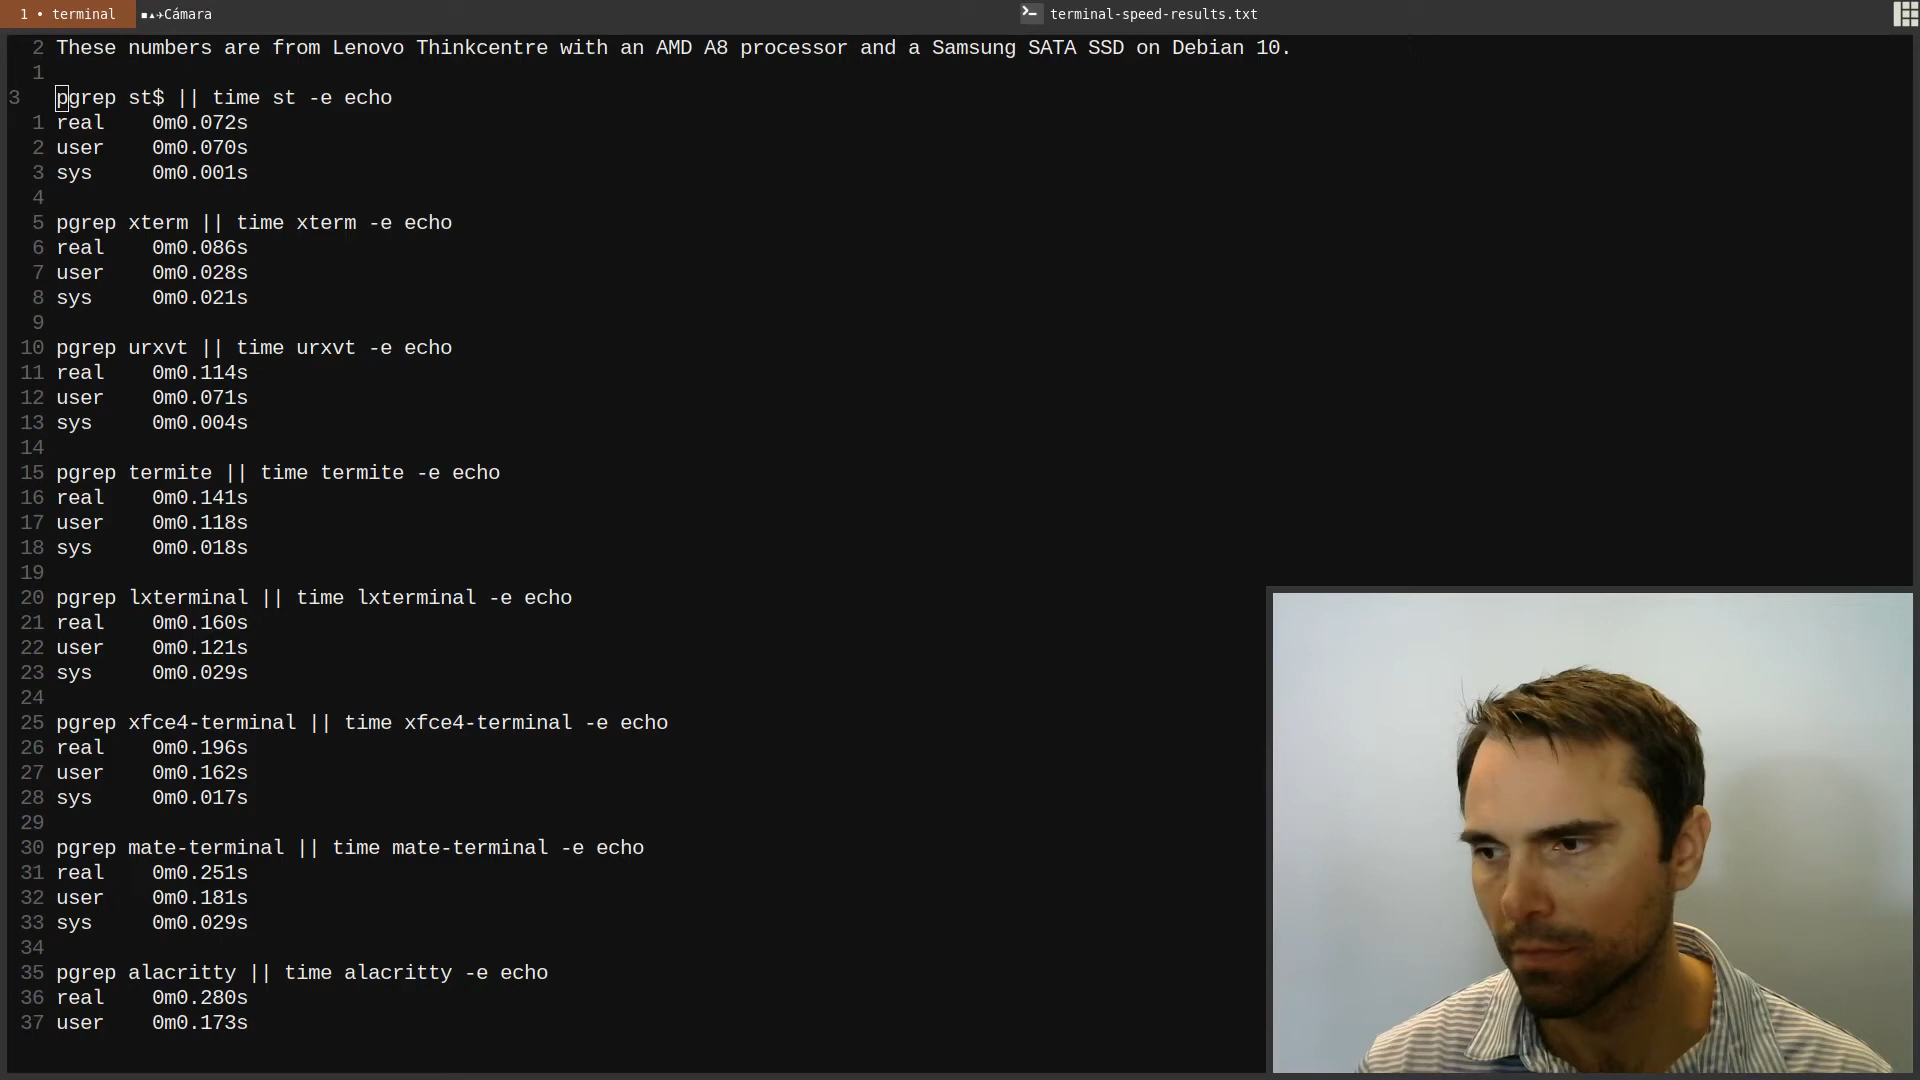 1 • terminal
Cámara
terminal-speed-results.txt
2 These numbers are from Lenovo Thinkcentre with an AMD A8 processor and a Samsung SATA SSD on Debian 10.
1
3 pgrep st$ || time st -e echo
1 real 0m0.072s
2 user 0m0.070s
3 sys 0m0.001s
4
5 pgrep xterm || time xterm -e echo
6 real 0m0.086s
7 user 0m0.028s
8 sys 0m0.021s
9
10 pgrep urxvt || time urxvt -e echo
11 real 0m0.114s
12 user 0m0.071s
13 sys 0m0.004s
14
15 pgrep termite || time termite -e echo
16 real 0m0.141s
17 user 0m0.118s
18 sys 0m0.018s
19
20 pgrep lxterminal || time lxterminal -e echo
21 real 0m0.160s
22 user 0m0.121s
23 sys 0m0.029s
24
25 pgrep xfce4-terminal || time xfce4-terminal -e echo
26 real 0m0.196s
27 user 0m0.162s
28 sys 0m0.017s
29
30 pgrep mate-terminal || time mate-terminal -e echo
31 real 0m0.251s
32 user 0m0.181s
33 sys 0m0.029s
34
35 pgrep alacritty || time alacritty -e echo
36 real 0m0.280s
37 user 0m0.173s